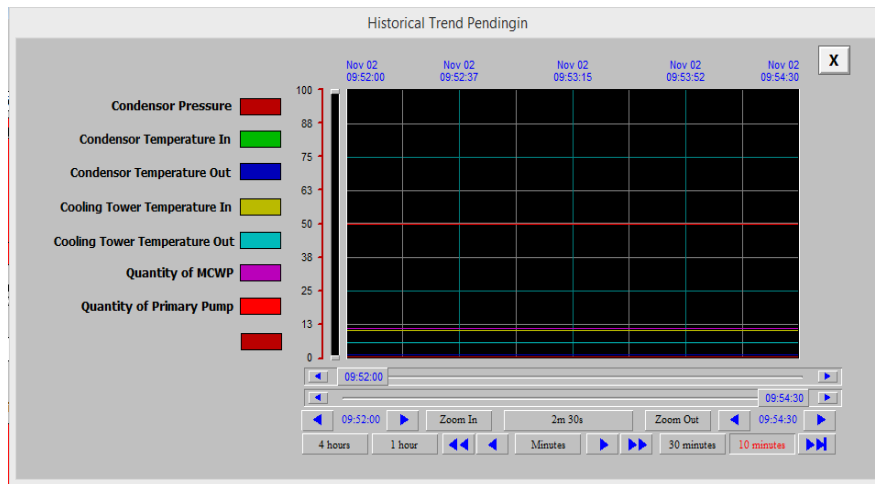 Historical Trend Pendingin
X
Nov 02 Nov 02 Nov 02 Nov 02 Nov 02
09:52:00 09:52:37 09:53:15 09:53:52 09:54:30
100
Condensor Pressure
88
Condensor Temperature In
75
Condensor Temperature Out
63
Cooling Tower Temperature In
50
Cooling Tower Temperature Out
38
Quantity of MCWP
25
Quantity of Primary Pump
13
0
09:52:00
09:54:30
09:52:00 Zoom In 2m 30s Zoom Out 09:54:30
4 hours 1 hour Minutes 30 minutes 10 minutes